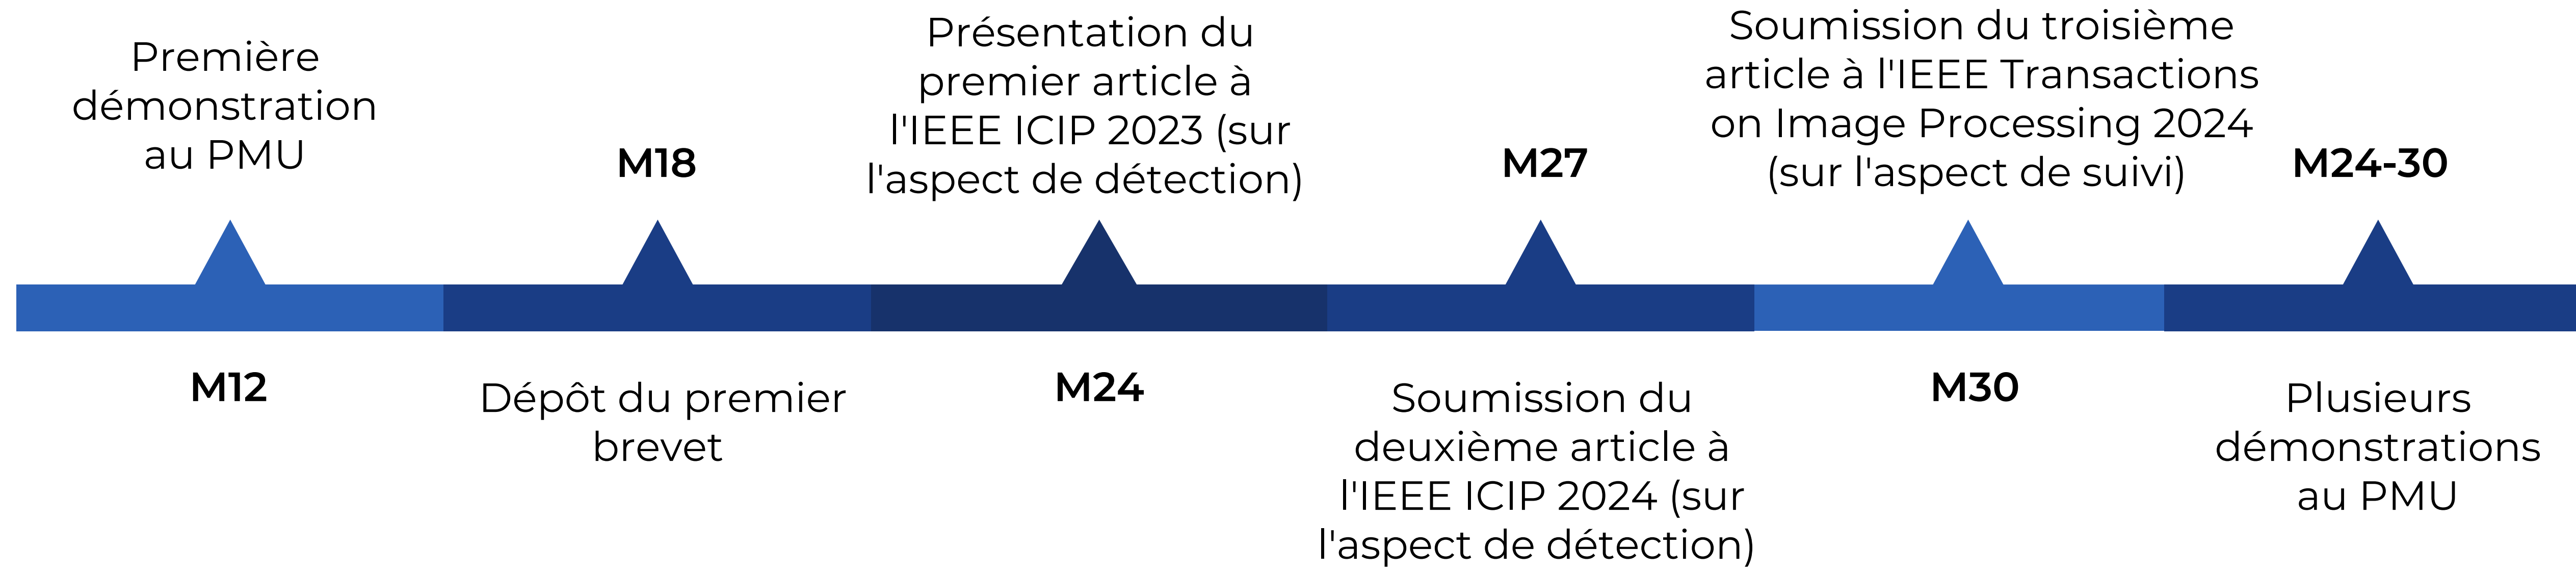 Première
démonstration
au PMU
M12
M18
Dépôt du premier
brevet
Présentation du
premier article à
l'IEEE ICIP 2023 (sur
l'aspect de détection)
M24
M27
Soumission du
deuxième article à
l'IEEE ICIP 2024 (sur
l'aspect de détection)
Soumission du troisième
article à l'IEEE Transactions
on Image Processing 2024
(sur l'aspect de suivi)
M30
M24-30
Plusieurs
démonstrations
au PMU